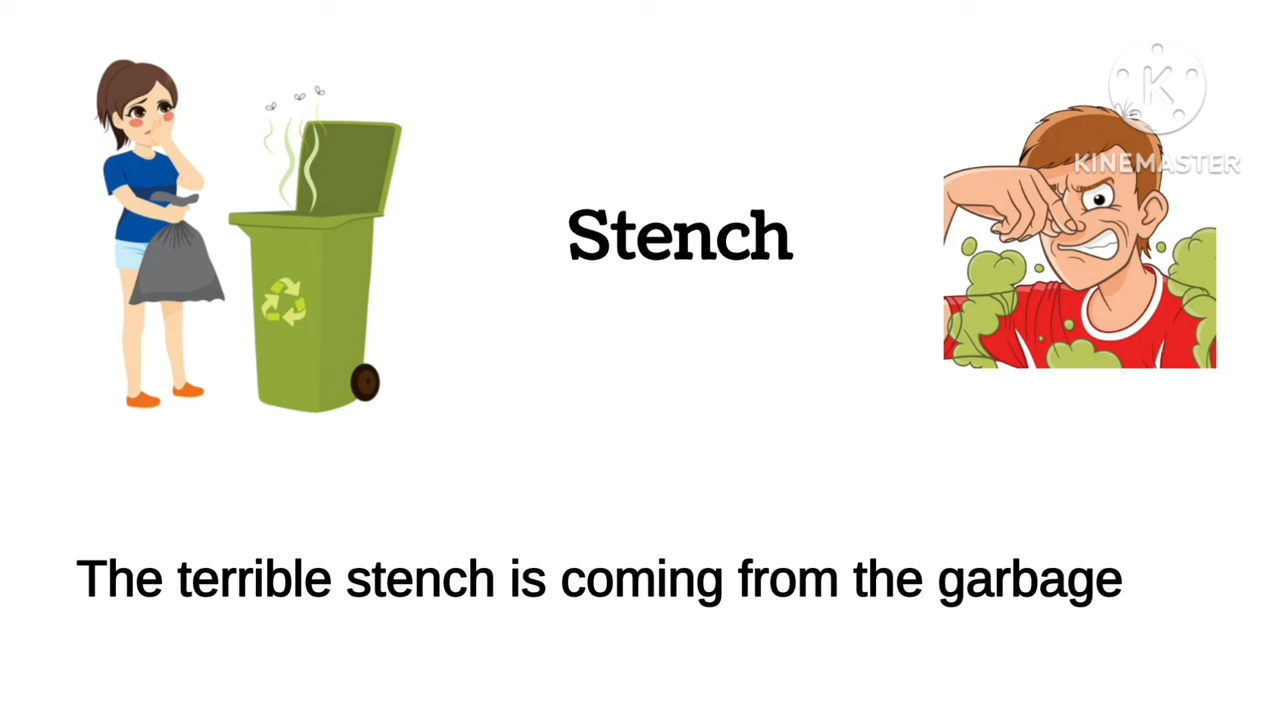 K
KINEMASTER
Stench
The terrible stench is coming from the garbage